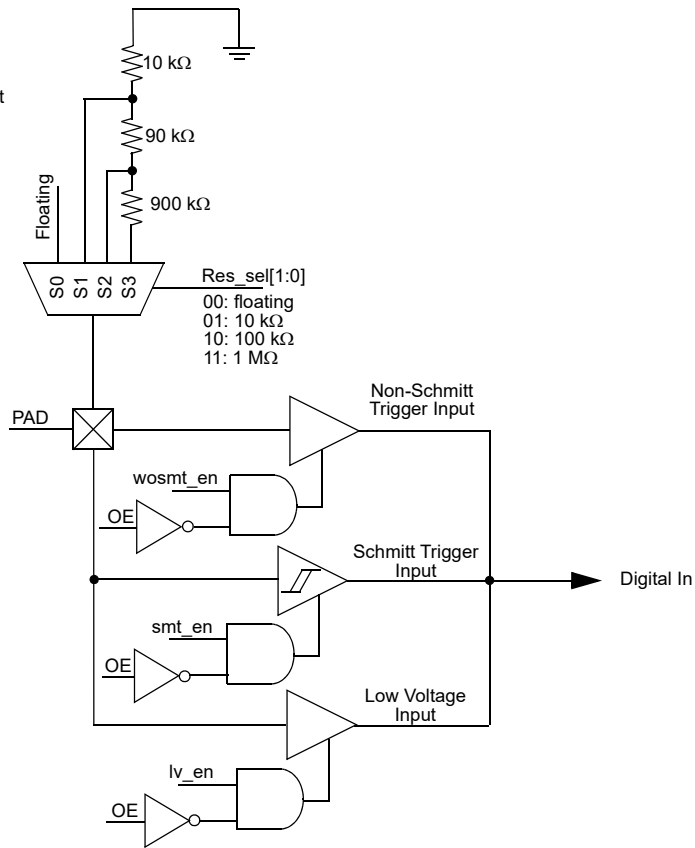 10 kΩ
t
90 kΩ
900 kΩ
Floating
S0
S1
S2
S3
Res_sel[1:0]
00: floating
01: 10 kΩ
10: 100 kΩ
11: 1 MΩ
Non-Schmitt
Trigger Input
PAD
wosmt_en
OE
Schmitt Trigger
Input
Digital In
smt_en
OE
Low Voltage
Input
lv_en
OE